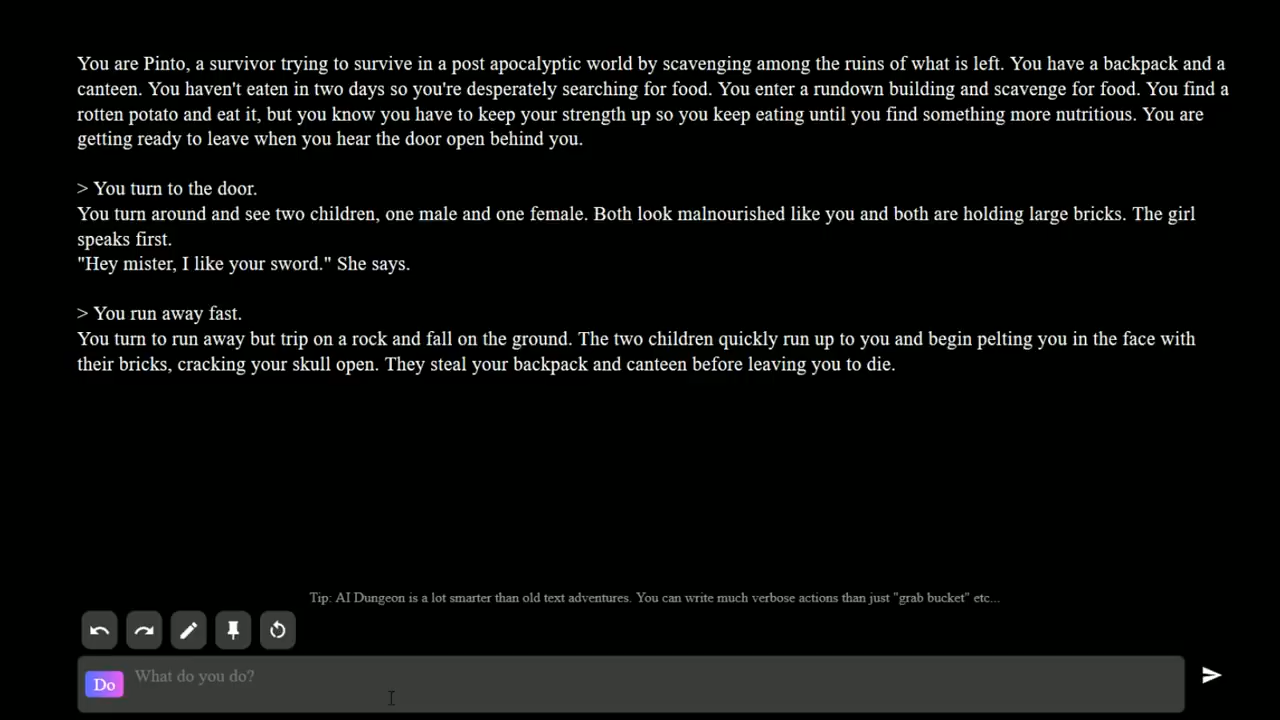 You are Pinto, a survivor trying to survive in a post apocalyptic world by scavenging among the ruins of what is left. You have a backpack and a
canteen. You haven't eaten in two days so you're desperately searching for food. You enter a rundown building and scavenge for food. You find a
rotten potato and eat it, but you know you have to keep your strength up so you keep eating until you find something more nutritious. You are
getting ready to leave when you hear the door open behind you.
> You turn to the door.
You turn around and see two children, one male and one female. Both look malnourished like you and both are holding large bricks. The girl
speaks first.
"Hey mister, I like your sword." She says.
> You run away fast.
You turn to run away but trip on a rock and fall on the ground. The two children quickly run up to you and begin pelting you in the face with
their bricks, cracking your skull open. They steal your backpack and canteen before leaving you to die.
Tip: AI Dungeon is a lot smarter than old text adventures. You can write much verbose actions than just "grab bucket" etc...
Do What do you do?